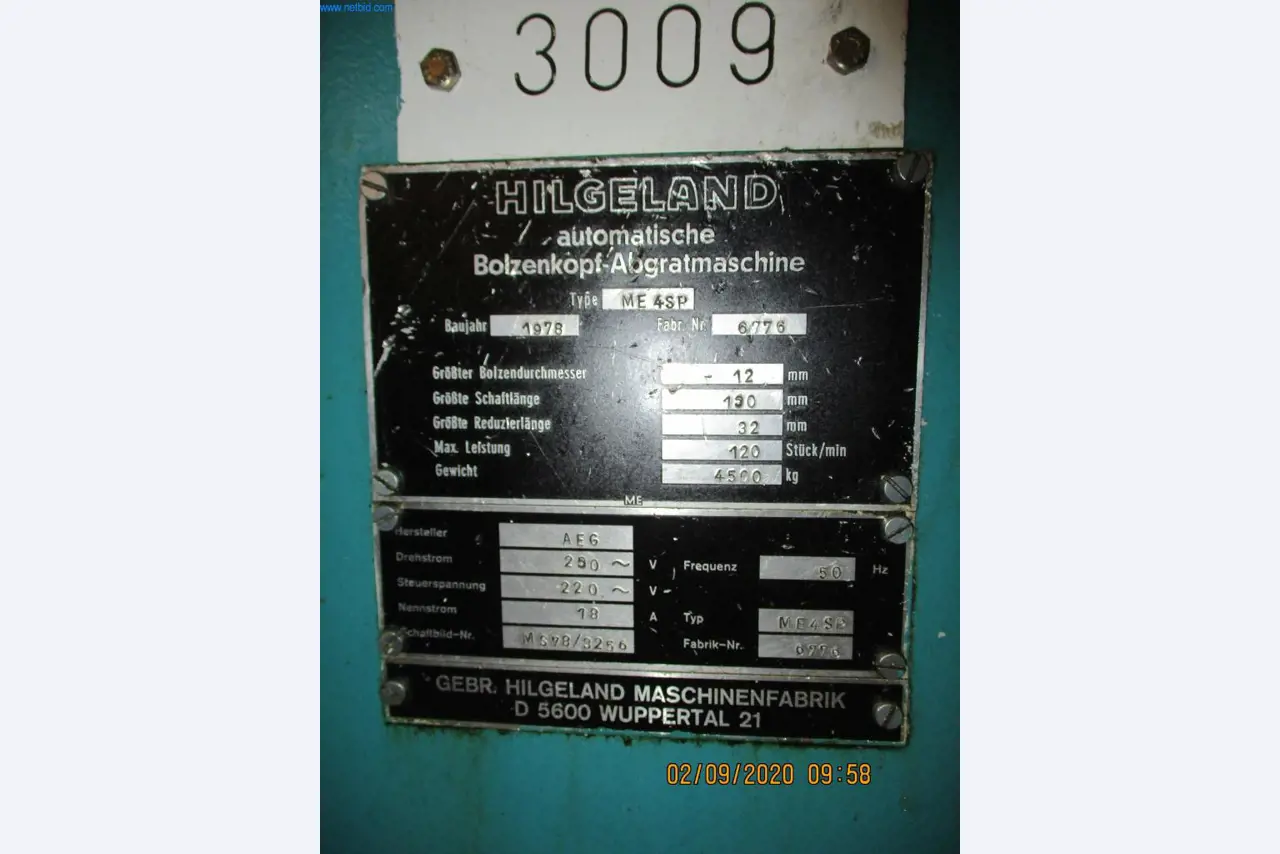 www.netbid.com
3009
HILGELAND
automatische
Bolzenkopf-Abgratmaschine
Type ME 4SP
Baujahr 1978 Fabr. Nr. 6776
Größter Bolzendurchmesser 12 mm
Größte Schaftlänge mm
Größte Reduzierlänge 32 mm
Max. Leistung 120 Stück/min
Gewicht 4500 kg
ME
Hersteller AEG
Drehstrom ~ V Frequenz 50 Hz
Steuerspannung 220 ~ V
Nennstrom 18 A Typ ME4SP
Schaltbild-Nr. Fabrik-Nr. 6776
GEBR. HILGELAND MASCHINENFABRIK
D 5600 WUPPERTAL 21
02/09/2020 09:58